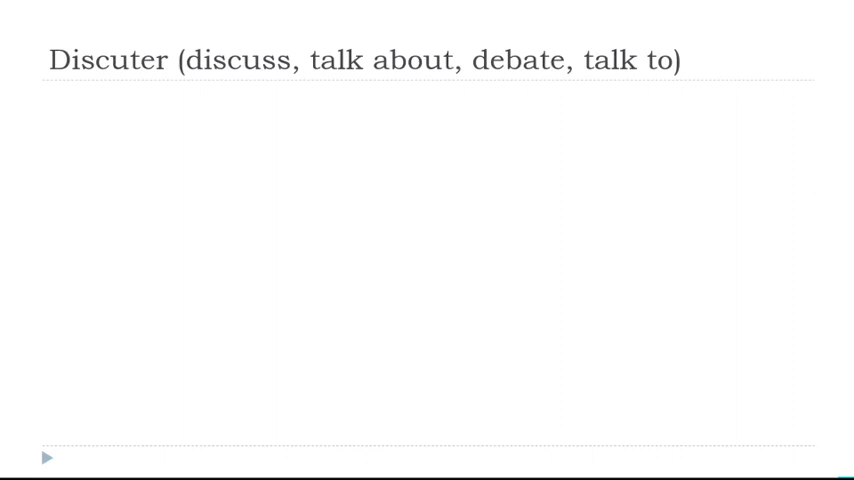 Discuter (discuss, talk about, debate, talk to)